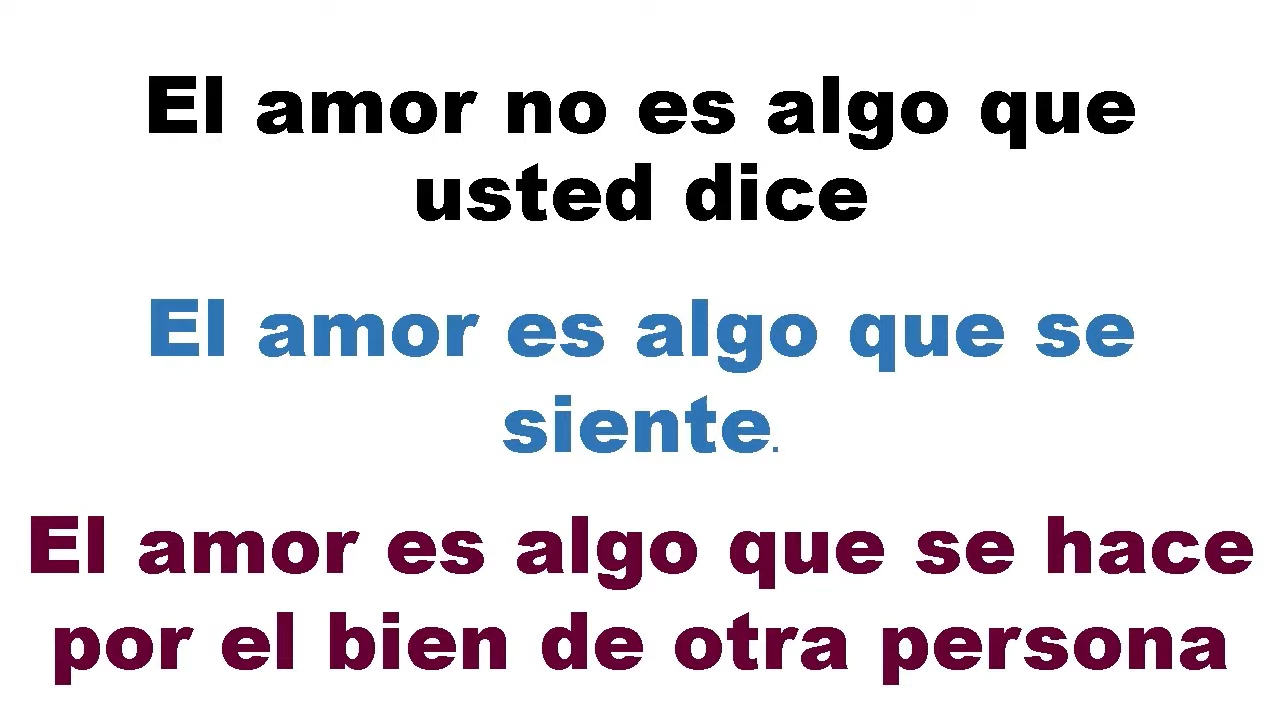 El amor no es algo que
usted dice
El amor es algo que se
siente.
El amor es algo que se hace
por el bien de otra persona